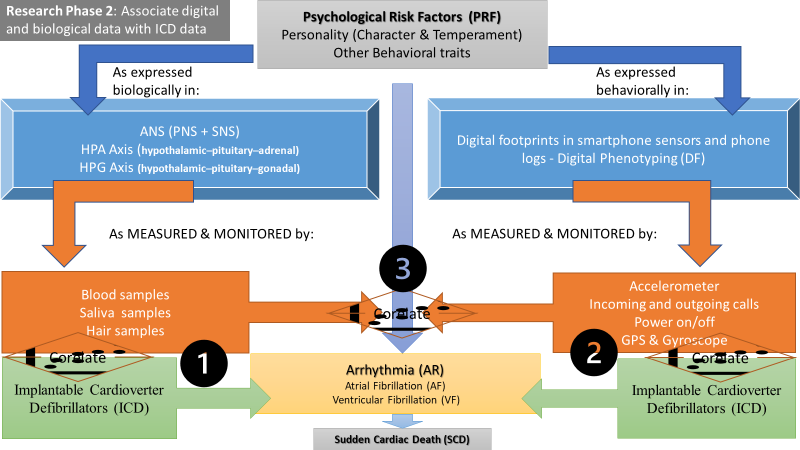 Research Phase 2: Associate digital
and biological data with ICD data
Psychological Risk Factors (PRF)
Personality (Character & Temperament)
Other Behavioral traits
As expressed
biologically in:
As expressed
behaviorally in:
ANS (PNS + SNS)
HPA Axis (hypothalamic–pituitary–adrenal)
HPG Axis (hypothalamic–pituitary–gonadal)
Digital footprints in smartphone sensors and phone
logs - Digital Phenotyping (DF)
As MEASURED & MONITORED by:
As MEASURED & MONITORED by:
3
Blood samples
Saliva samples
Hair samples
Corelate
Accelerometer
Incoming and outgoing calls
Power on/off
GPS & Gyroscope
Corelate
1
2
Corelate
Implantable Cardioverter
Defibrillators (ICD)
Arrhythmia (AR)
Atrial Fibrillation (AF)
Ventricular Fibrillation (VF)
Implantable Cardioverter
Defibrillators (ICD)
Sudden Cardiac Death (SCD)